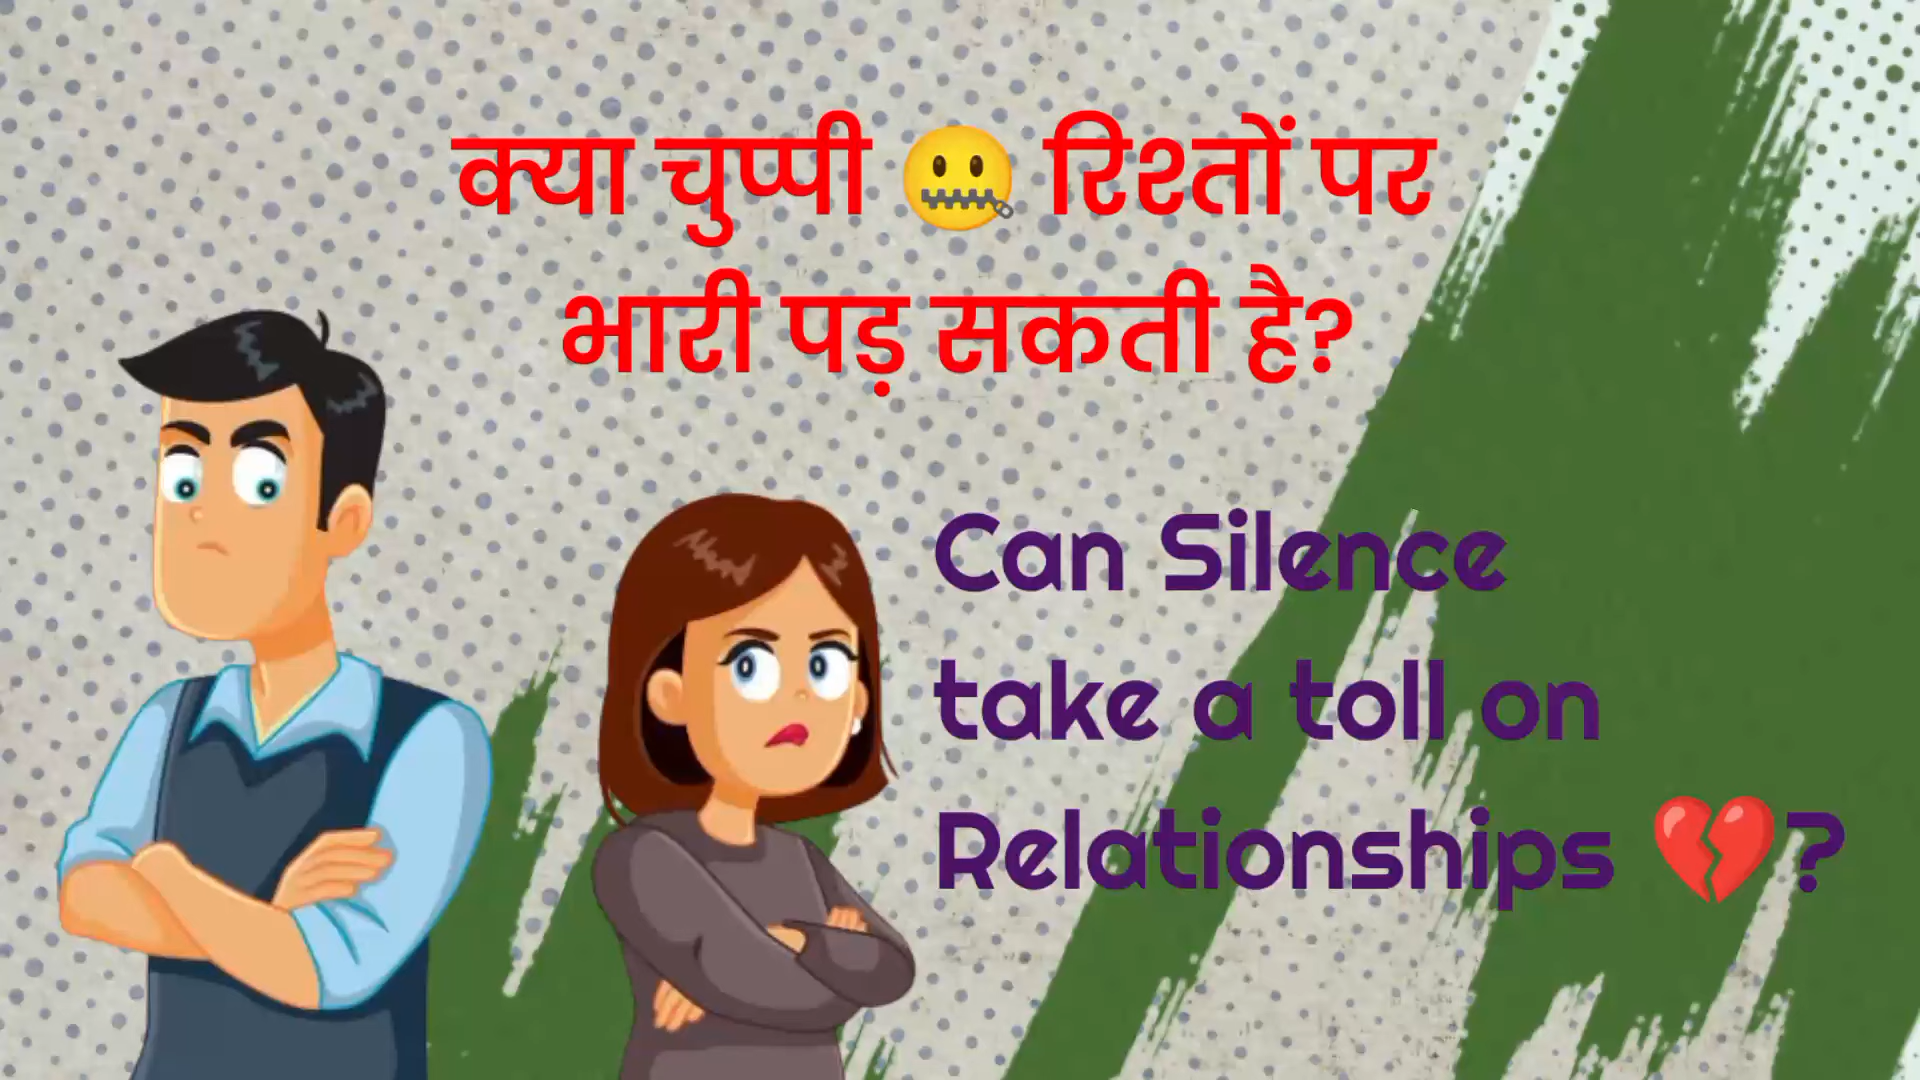 क्या चुप्पी 🤐 रिश्तों पर
भारी पड़ सकती है?
Can Silence
take a toll on
Relationships 💔?